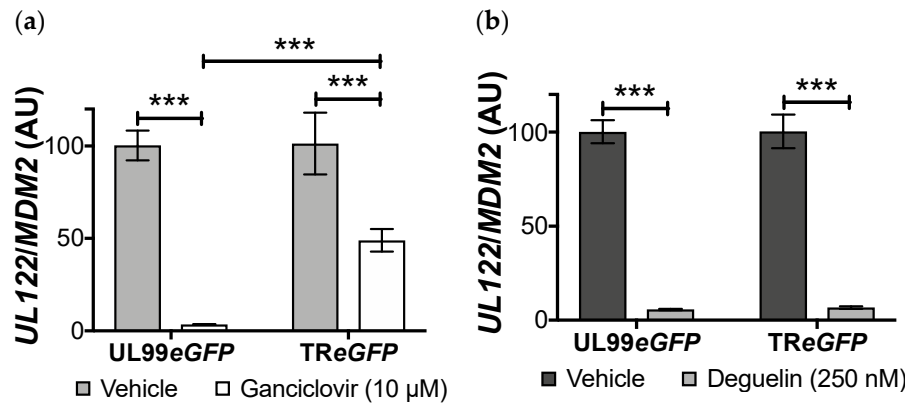 (a)
***
***
***
UL122/MDM2 (AU)
100
50
0
UL99eGFP
TReGFP
Vehicle
Ganciclovir (10 µM)
(b)
***
***
UL122/MDM2 (AU)
100
50
0
UL99eGFP
TReGFP
Vehicle
Deguelin (250 nM)